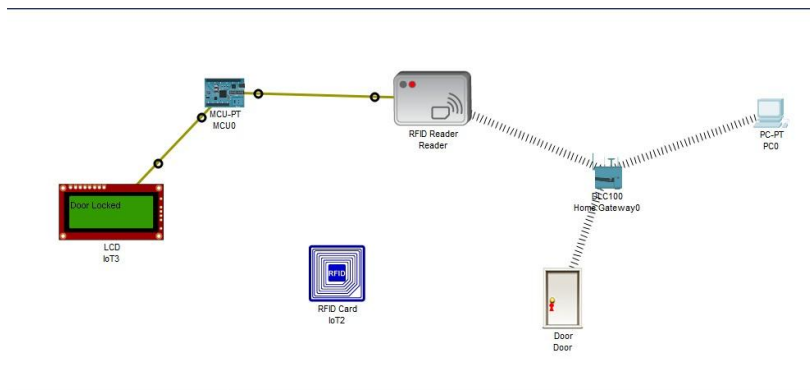 MCU-PT
MCU0
RFID Reader
Reader
PC-PT
PC0
DLC100
Home Gateway0
Door Locked
LCD
IoT3
RFID
RFID Card
IoT2
Door
Door